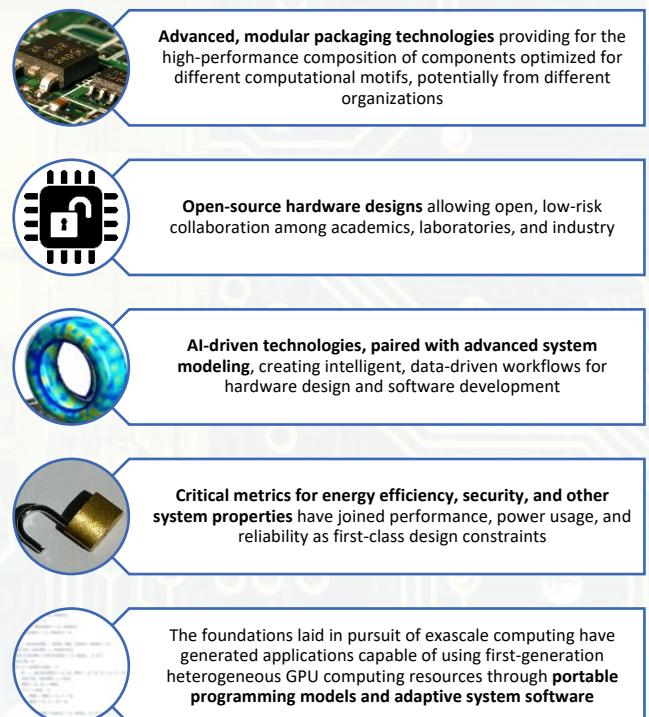 Advanced, modular packaging technologies providing for the
high-performance composition of components optimized for
different computational motifs, potentially from different
organizations
Open-source hardware designs allowing open, low-risk
collaboration among academics, laboratories, and industry
AI-driven technologies, paired with advanced system
modeling, creating intelligent, data-driven workflows for
hardware design and software development
Critical metrics for energy efficiency, security, and other
system properties have joined performance, power usage, and
reliability as first-class design constraints
The foundations laid in pursuit of exascale computing have
generated applications capable of using first-generation
heterogeneous GPU computing resources through portable
programming models and adaptive system software